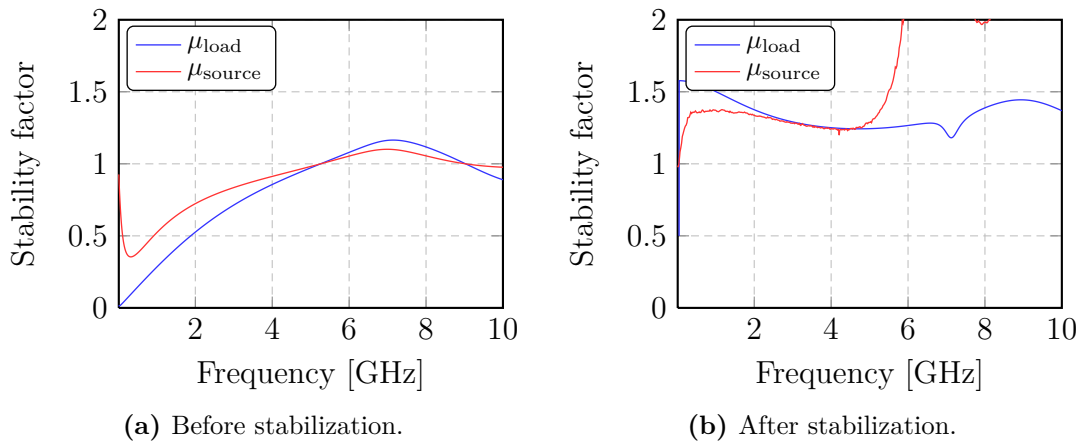 2
1.5
1
0.5
0
2
4
6
8
10
Frequency [GHz]
Stability factor
μload
μsource
(a) Before stabilization.
2
1.5
1
0.5
0
2
4
6
8
10
Frequency [GHz]
Stability factor
μload
μsource
(b) After stabilization.